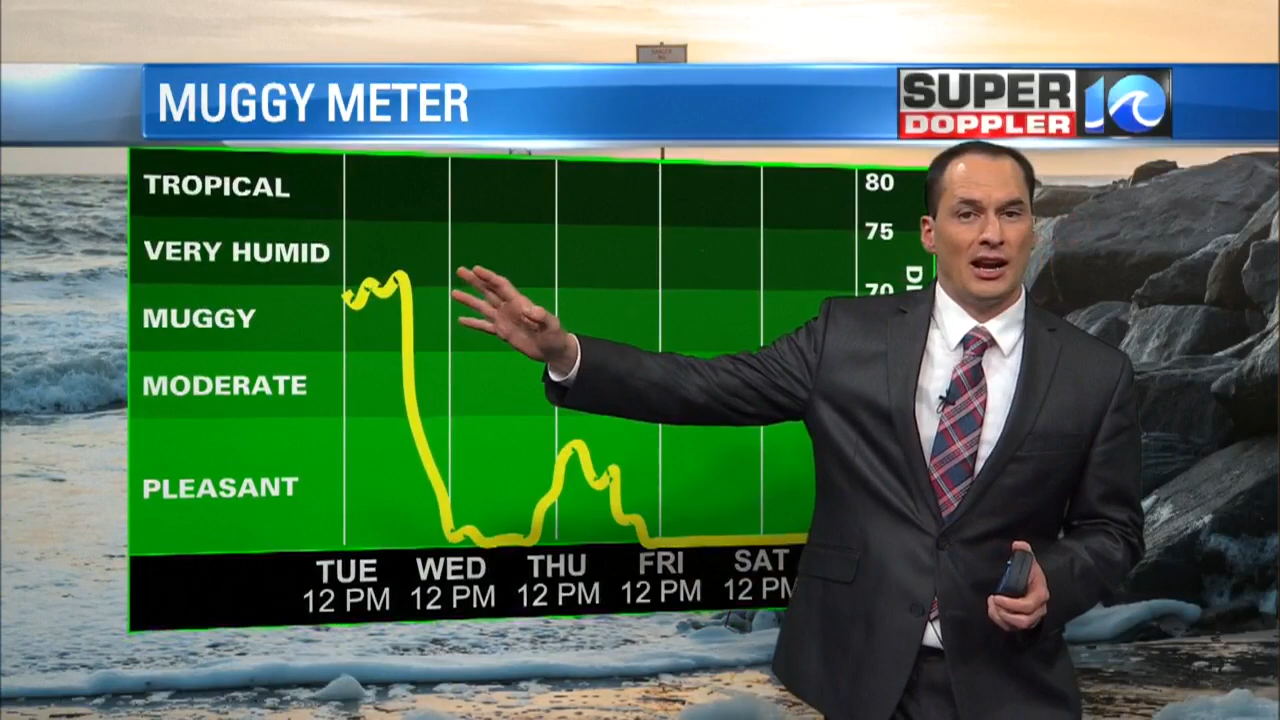 MUGGY METER
SUPER
DOPPLER 10
TROPICAL
VERY HUMID
MUGGY
MODERATE
PLEASANT
80
75
70
TUE WED THU FRI SAT
12 PM 12 PM 12 PM 12 PM 12 PM